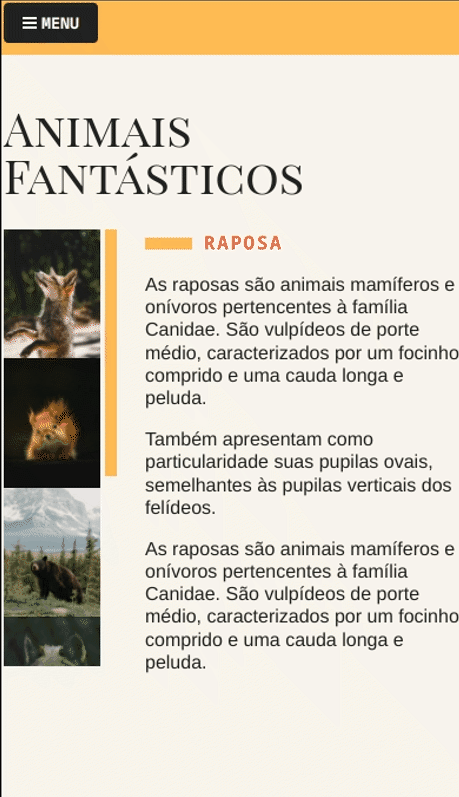 MENU
ANIMAIS
FANTÁSTICOS
RAPOSA
As raposas são animais mamíferos e
onívoros pertencentes à família
Canidae. São vulpídeos de porte
médio, caracterizados por um focinho
comprido e uma cauda longa e
peluda.
Também apresentam como
particularidade suas pupilas ovais,
semelhantes às pupilas verticais dos
felídeos.
As raposas são animais mamíferos e
onívoros pertencentes à família
Canidae. São vulpídeos de porte
médio, caracterizados por um focinho
comprido e uma cauda longa e
peluda.